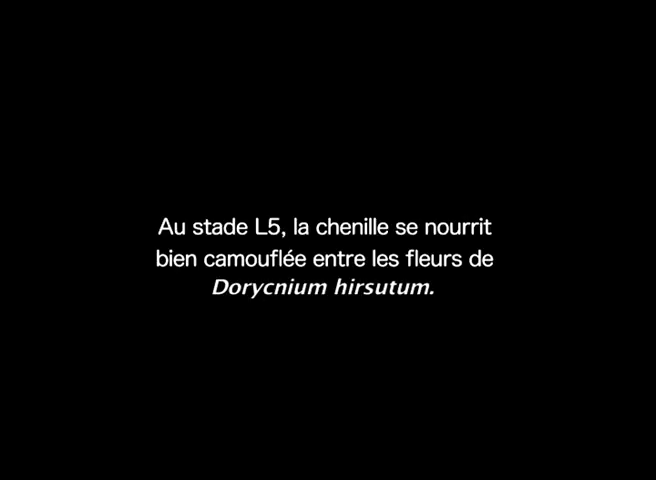 Au stade L5, la chenille se nourrit
bien camouflée entre les fleurs de
Dorycnium hirsutum.